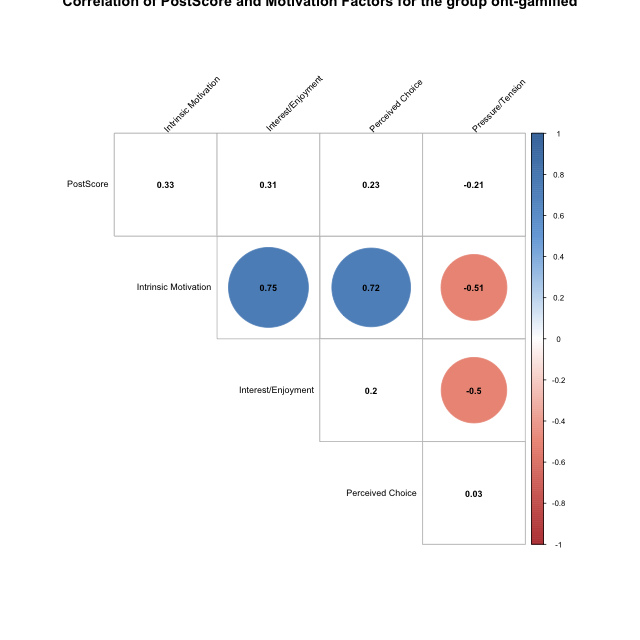 Correlation of PostScore and Motivation Factors for the group ont-gamified
Intrinsic Motivation
Interest/Enjoyment
Perceived Choice
Pressure/Tension
PostScore 0.33 0.31 0.23 -0.21
Intrinsic Motivation 0.75 0.72 -0.51
Interest/Enjoyment 0.2 -0.5
Perceived Choice 0.03
1
0.8
0.6
0.4
0.2
0
-0.2
-0.4
-0.6
-0.8
-1